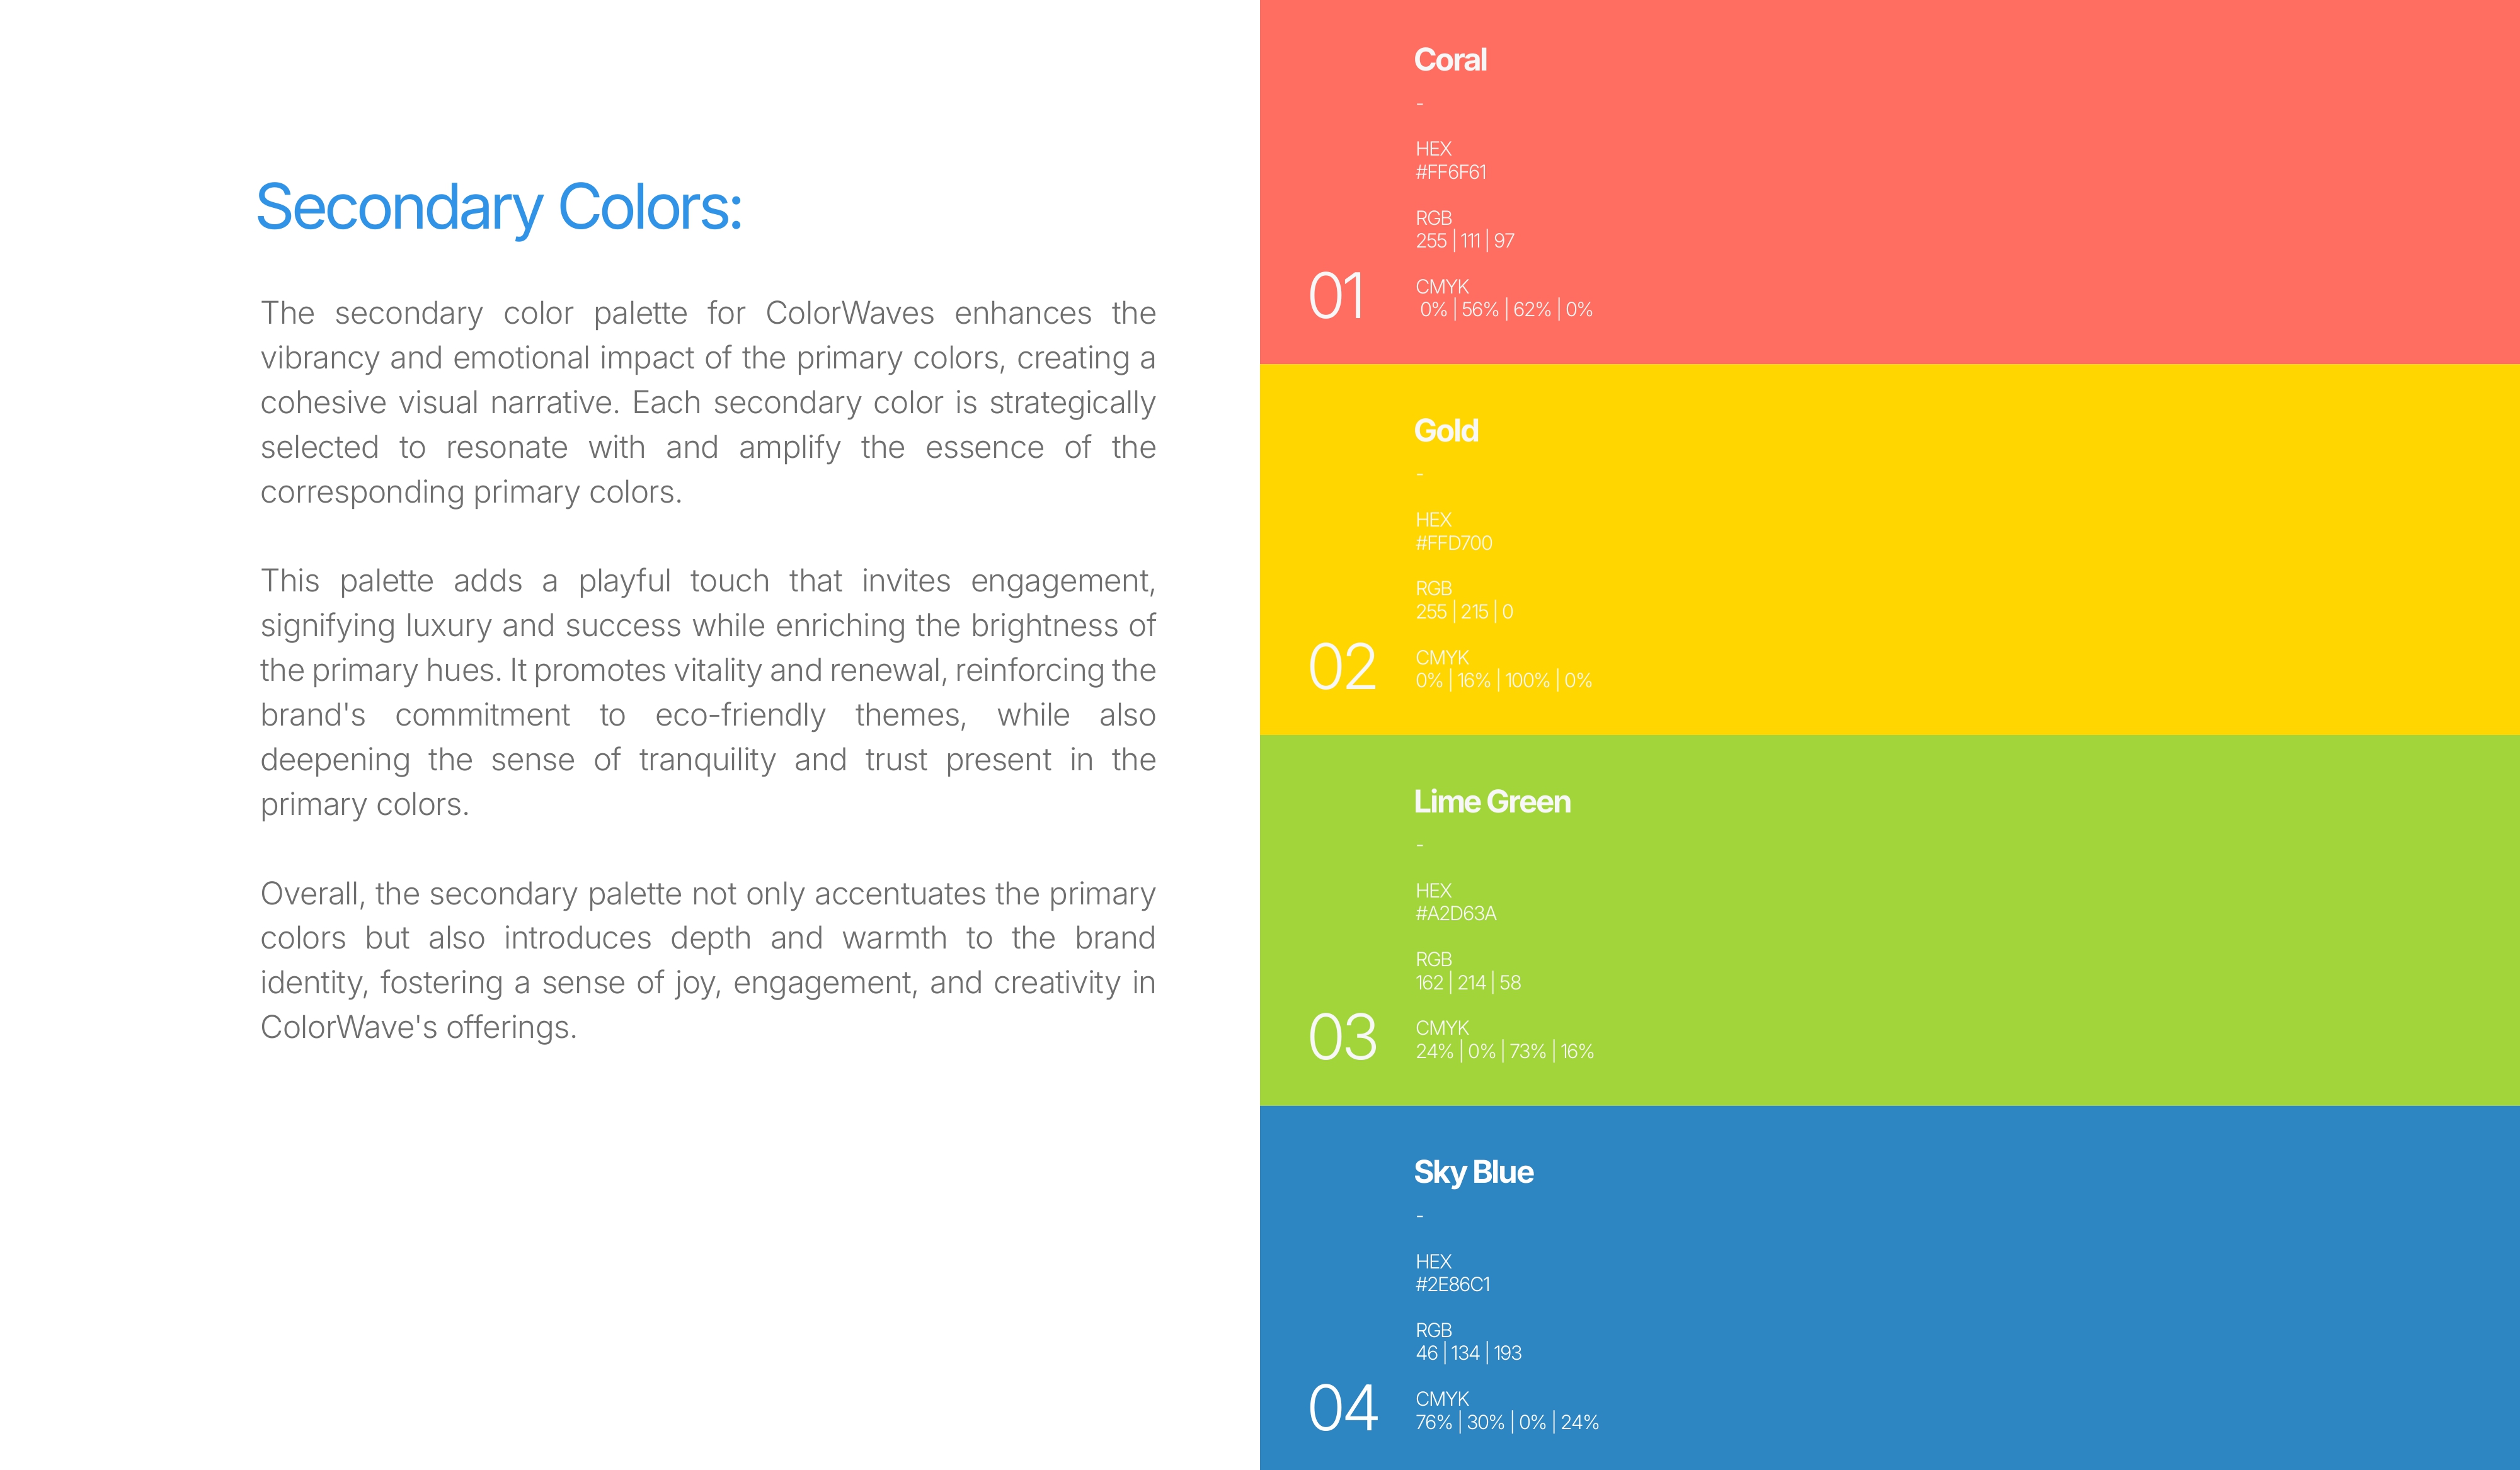 Secondary Colors:
The secondary color palette for ColorWaves enhances the
vibrancy and emotional impact of the primary colors, creating a
cohesive visual narrative. Each secondary color is strategically
selected to resonate with and amplify the essence of the
corresponding primary colors.
This palette adds a playful touch that invites engagement,
signifying luxury and success while enriching the brightness of
the primary hues. It promotes vitality and renewal, reinforcing the
brand's commitment to eco-friendly themes, while also
deepening the sense of tranquility and trust present in the
primary colors.
Overall, the secondary palette not only accentuates the primary
colors but also introduces depth and warmth to the brand
identity, fostering a sense of joy, engagement, and creativity in
ColorWave's offerings.
01
Coral
-
HEX
#FF6F61
RGB
255 | 111 | 97
CMYK
0% | 56% | 62% | 0%
02
Gold
-
HEX
#FFD700
RGB
255 | 215 | 0
CMYK
0% | 16% | 100% | 0%
03
Lime Green
-
HEX
#A2D63A
RGB
162 | 214 | 58
CMYK
24% | 0% | 73% | 16%
04
Sky Blue
-
HEX
#2E86C1
RGB
46 | 134 | 193
CMYK
76% | 30% | 0% | 24%